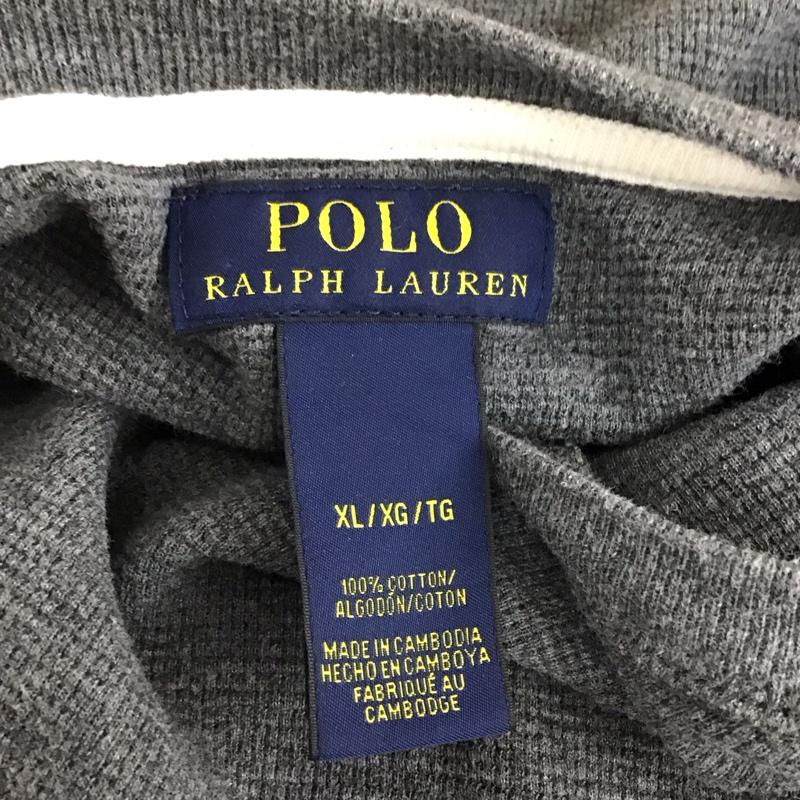 POLO
RALPH LAUREN
XL/XG/TG
100% COTTON/
ALGODÓN/COTON
MADE IN CAMBODIA
HECHO EN CAMBOYA
FABRIQUÉ AU
CAMBODGE